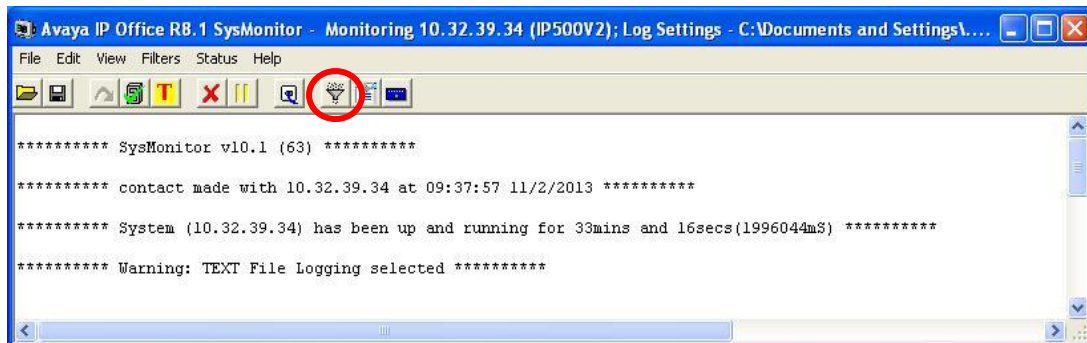 Avaya IP Office R8.1 SysMonitor - Monitoring 10.32.39.34 (IP500V2); Log Settings - C:\Documents and Settings\....
File Edit View Filters Status Help
T
********** SysMonitor v10.1 (63) **********
********** contact made with 10.32.39.34 at 09:37:57 11/2/2013 **********
********** System (10.32.39.34) has been up and running for 33mins and 16secs(1996044mS) **********
********** Warning: TEXT File Logging selected **********